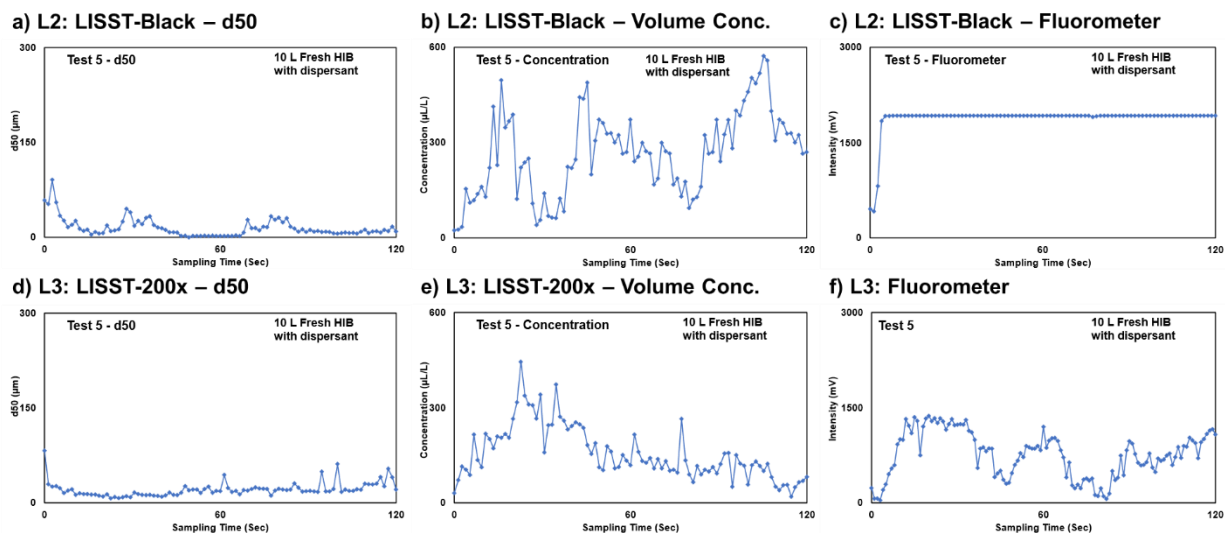 a) L2: LISST-Black – d50
300
150
0
d50 (µm)
Test 5 - d50
10 L Fresh HIB
with dispersant
0
60
120
Sampling Time (Sec)
b) L2: LISST-Black – Volume Conc.
600
300
0
Concentration (µL/L)
Test 5 - Concentration
10 L Fresh HIB
with dispersant
0
60
120
Sampling Time (Sec)
c) L2: LISST-Black – Fluorometer
3000
1500
0
Intensity (mV)
Test 5 - Fluorometer
10 L Fresh HIB
with dispersant
0
60
120
Sampling Time (Sec)
d) L3: LISST-200x – d50
300
150
0
d50 (µm)
Test 5 - d50
10 L Fresh HIB
with dispersant
0
60
120
Sampling Time (Sec)
e) L3: LISST-200x – Volume Conc.
600
300
0
Concentration (µL/L)
Test 5 - Concentration
10 L Fresh HIB
with dispersant
0
60
120
Sampling Time (Sec)
f) L3: Fluorometer
3000
1500
0
Intensity (mV)
Test 5
10 L Fresh HIB
with dispersant
0
60
120
Sampling Time (Sec)